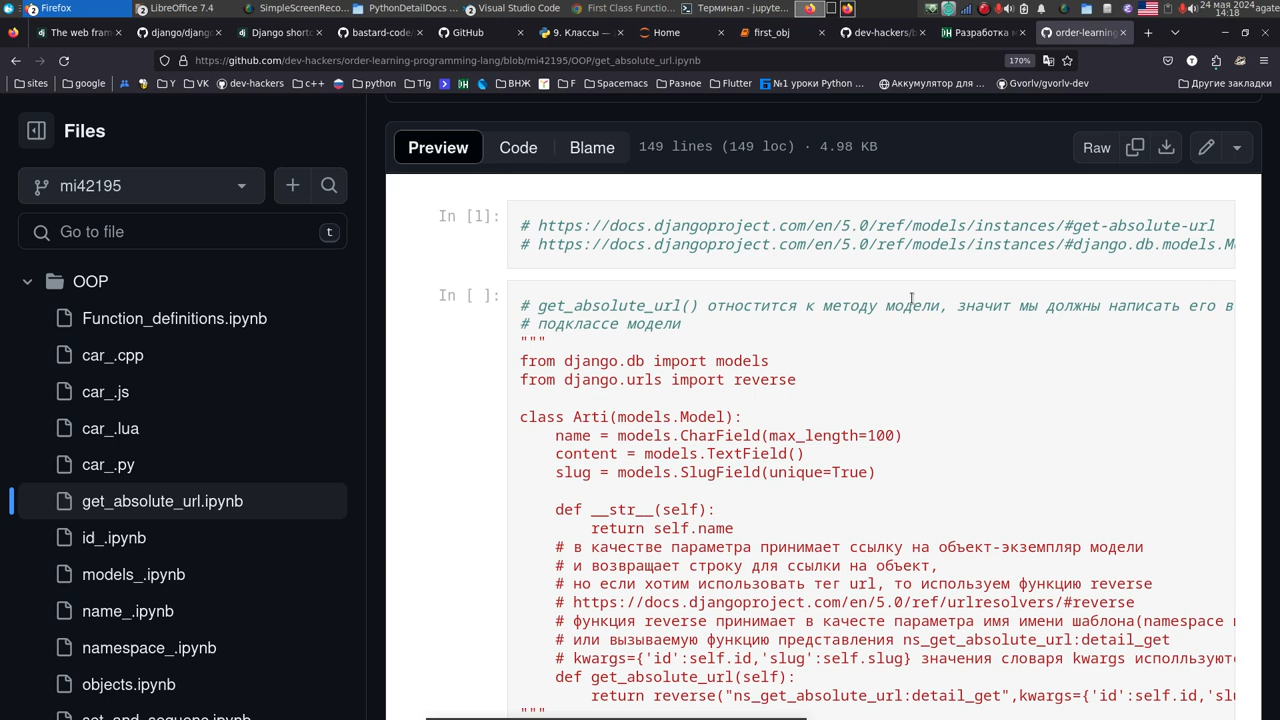 Firefox
2 LibreOffice 7.4
SimpleScreenReco...
PythonDetailDocs ...
2 Visual Studio Code
First Class Function...
Терминал - jupyte...
24 мая 2024 agate
14:18
The web fram
django/djang
Django shortc
bastard-code/
GitHub
9. Классы —
Home
first_obj
dev-hackers/b
Разработка м
order-learning
https://github.com/dev-hackers/order-learning-programming-lang/blob/mi42195/OOP/get_absolute_url.ipynb
170%
sites
google
Y
VK
dev-hackers
c++
python
Tlg
ВНЖ
F
Spacemacs
Разное
Flutter
№1 уроки Python ...
Аккумулятор для ...
Gvorlv/gvorlv-dev
Другие закладки
Files
Preview Code Blame 149 lines (149 loc) · 4.98 KB Raw
mi42195
Go to file t
OOP
Function_definitions.ipynb
car_.cpp
car_.js
car_.lua
car_.py
get_absolute_url.ipynb
id_.ipynb
models_.ipynb
name_.ipynb
namespace_.ipynb
objects.ipynb
In [1]:
# https://docs.djangoproject.com/en/5.0/ref/models/instances/#get-absolute-url
# https://docs.djangoproject.com/en/5.0/ref/models/instances/#django.db.models.M
In [ ]:
# get_absolute_url() отностится к методу модели, значит мы должны написать его в
# подклассе модели
"""
from django.db import models
from django.urls import reverse
class Arti(models.Model):
name = models.CharField(max_length=100)
content = models.TextField()
slug = models.SlugField(unique=True)
def __str__(self):
return self.name
# в качестве параметра принимает ссылку на объект-экземпляр модели
# и возвращает строку для ссылки на объект,
# но если хотим использовать тег url, то используем функцию reverse
# https://docs.djangoproject.com/en/5.0/ref/urlresolvers/#reverse
# функция reverse принимает в качесте параметра имя имени шаблона(namespace
# или вызываемую функцию представления ns_get_absolute_url:detail_get
# kwargs={'id':self.id,'slug':self.slug} значения словаря kwargs исполльзуютс
def get_absolute_url(self):
return reverse("ns_get_absolute_url:detail_get",kwargs={'id':self.id,'slu
"""